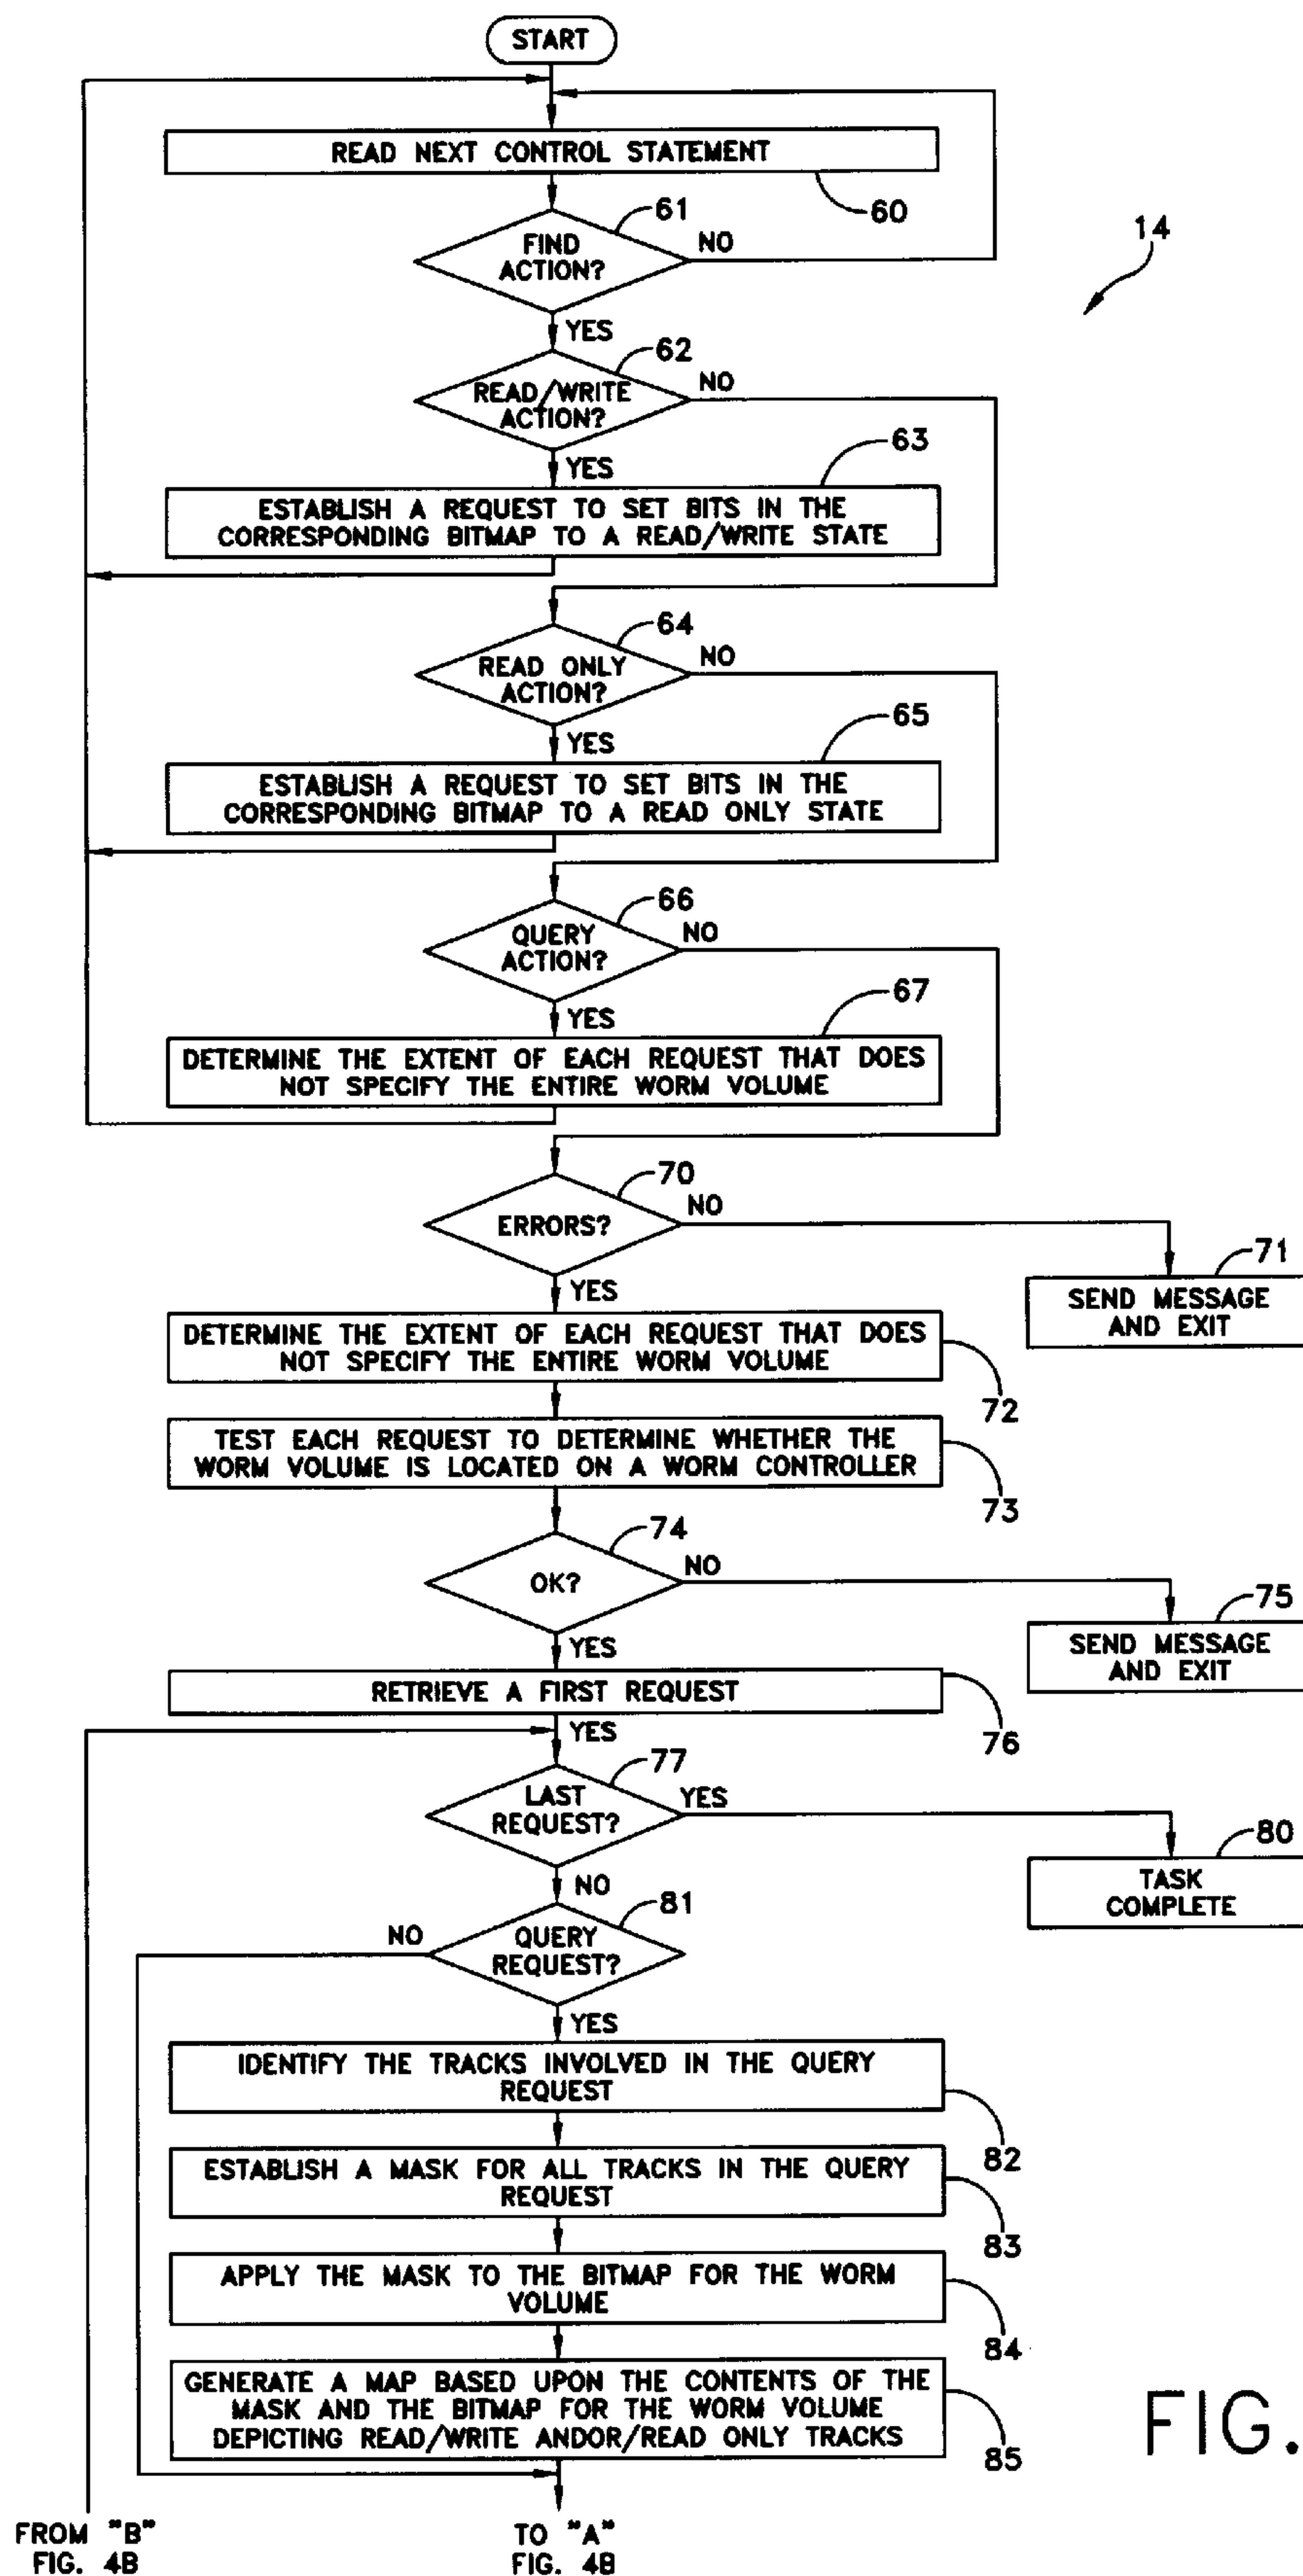 START
READ NEXT CONTROL STATEMENT
60
61
FIND
ACTION?
NO
14
YES
62
READ/WRITE
ACTION?
NO
63
YES
ESTABLISH A REQUEST TO SET BITS IN THE
CORRESPONDING BITMAP TO A READ/WRITE STATE
64
READ ONLY
ACTION?
NO
65
YES
ESTABLISH A REQUEST TO SET BITS IN THE
CORRESPONDING BITMAP TO A READ ONLY STATE
66
QUERY
ACTION?
NO
67
YES
DETERMINE THE EXTENT OF EACH REQUEST THAT DOES
NOT SPECIFY THE ENTIRE WORM VOLUME
70
ERRORS?
NO
71
SEND MESSAGE
AND EXIT
YES
DETERMINE THE EXTENT OF EACH REQUEST THAT DOES
NOT SPECIFY THE ENTIRE WORM VOLUME
72
TEST EACH REQUEST TO DETERMINE WHETHER THE
WORM VOLUME IS LOCATED ON A WORM CONTROLLER
73
74
OK?
NO
75
SEND MESSAGE
AND EXIT
YES
RETRIEVE A FIRST REQUEST
76
YES
77
LAST
REQUEST?
YES
80
TASK
COMPLETE
NO
81
QUERY
REQUEST?
NO
YES
IDENTIFY THE TRACKS INVOLVED IN THE QUERY
REQUEST
82
ESTABLISH A MASK FOR ALL TRACKS IN THE QUERY
REQUEST
83
APPLY THE MASK TO THE BITMAP FOR THE WORM
VOLUME
84
GENERATE A MAP BASED UPON THE CONTENTS OF THE
MASK AND THE BITMAP FOR THE WORM VOLUME
DEPICTING READ/WRITE ANDOR/READ ONLY TRACKS
85
FIG.
FROM "B"
FIG. 4B
TO "A"
FIG. 4B